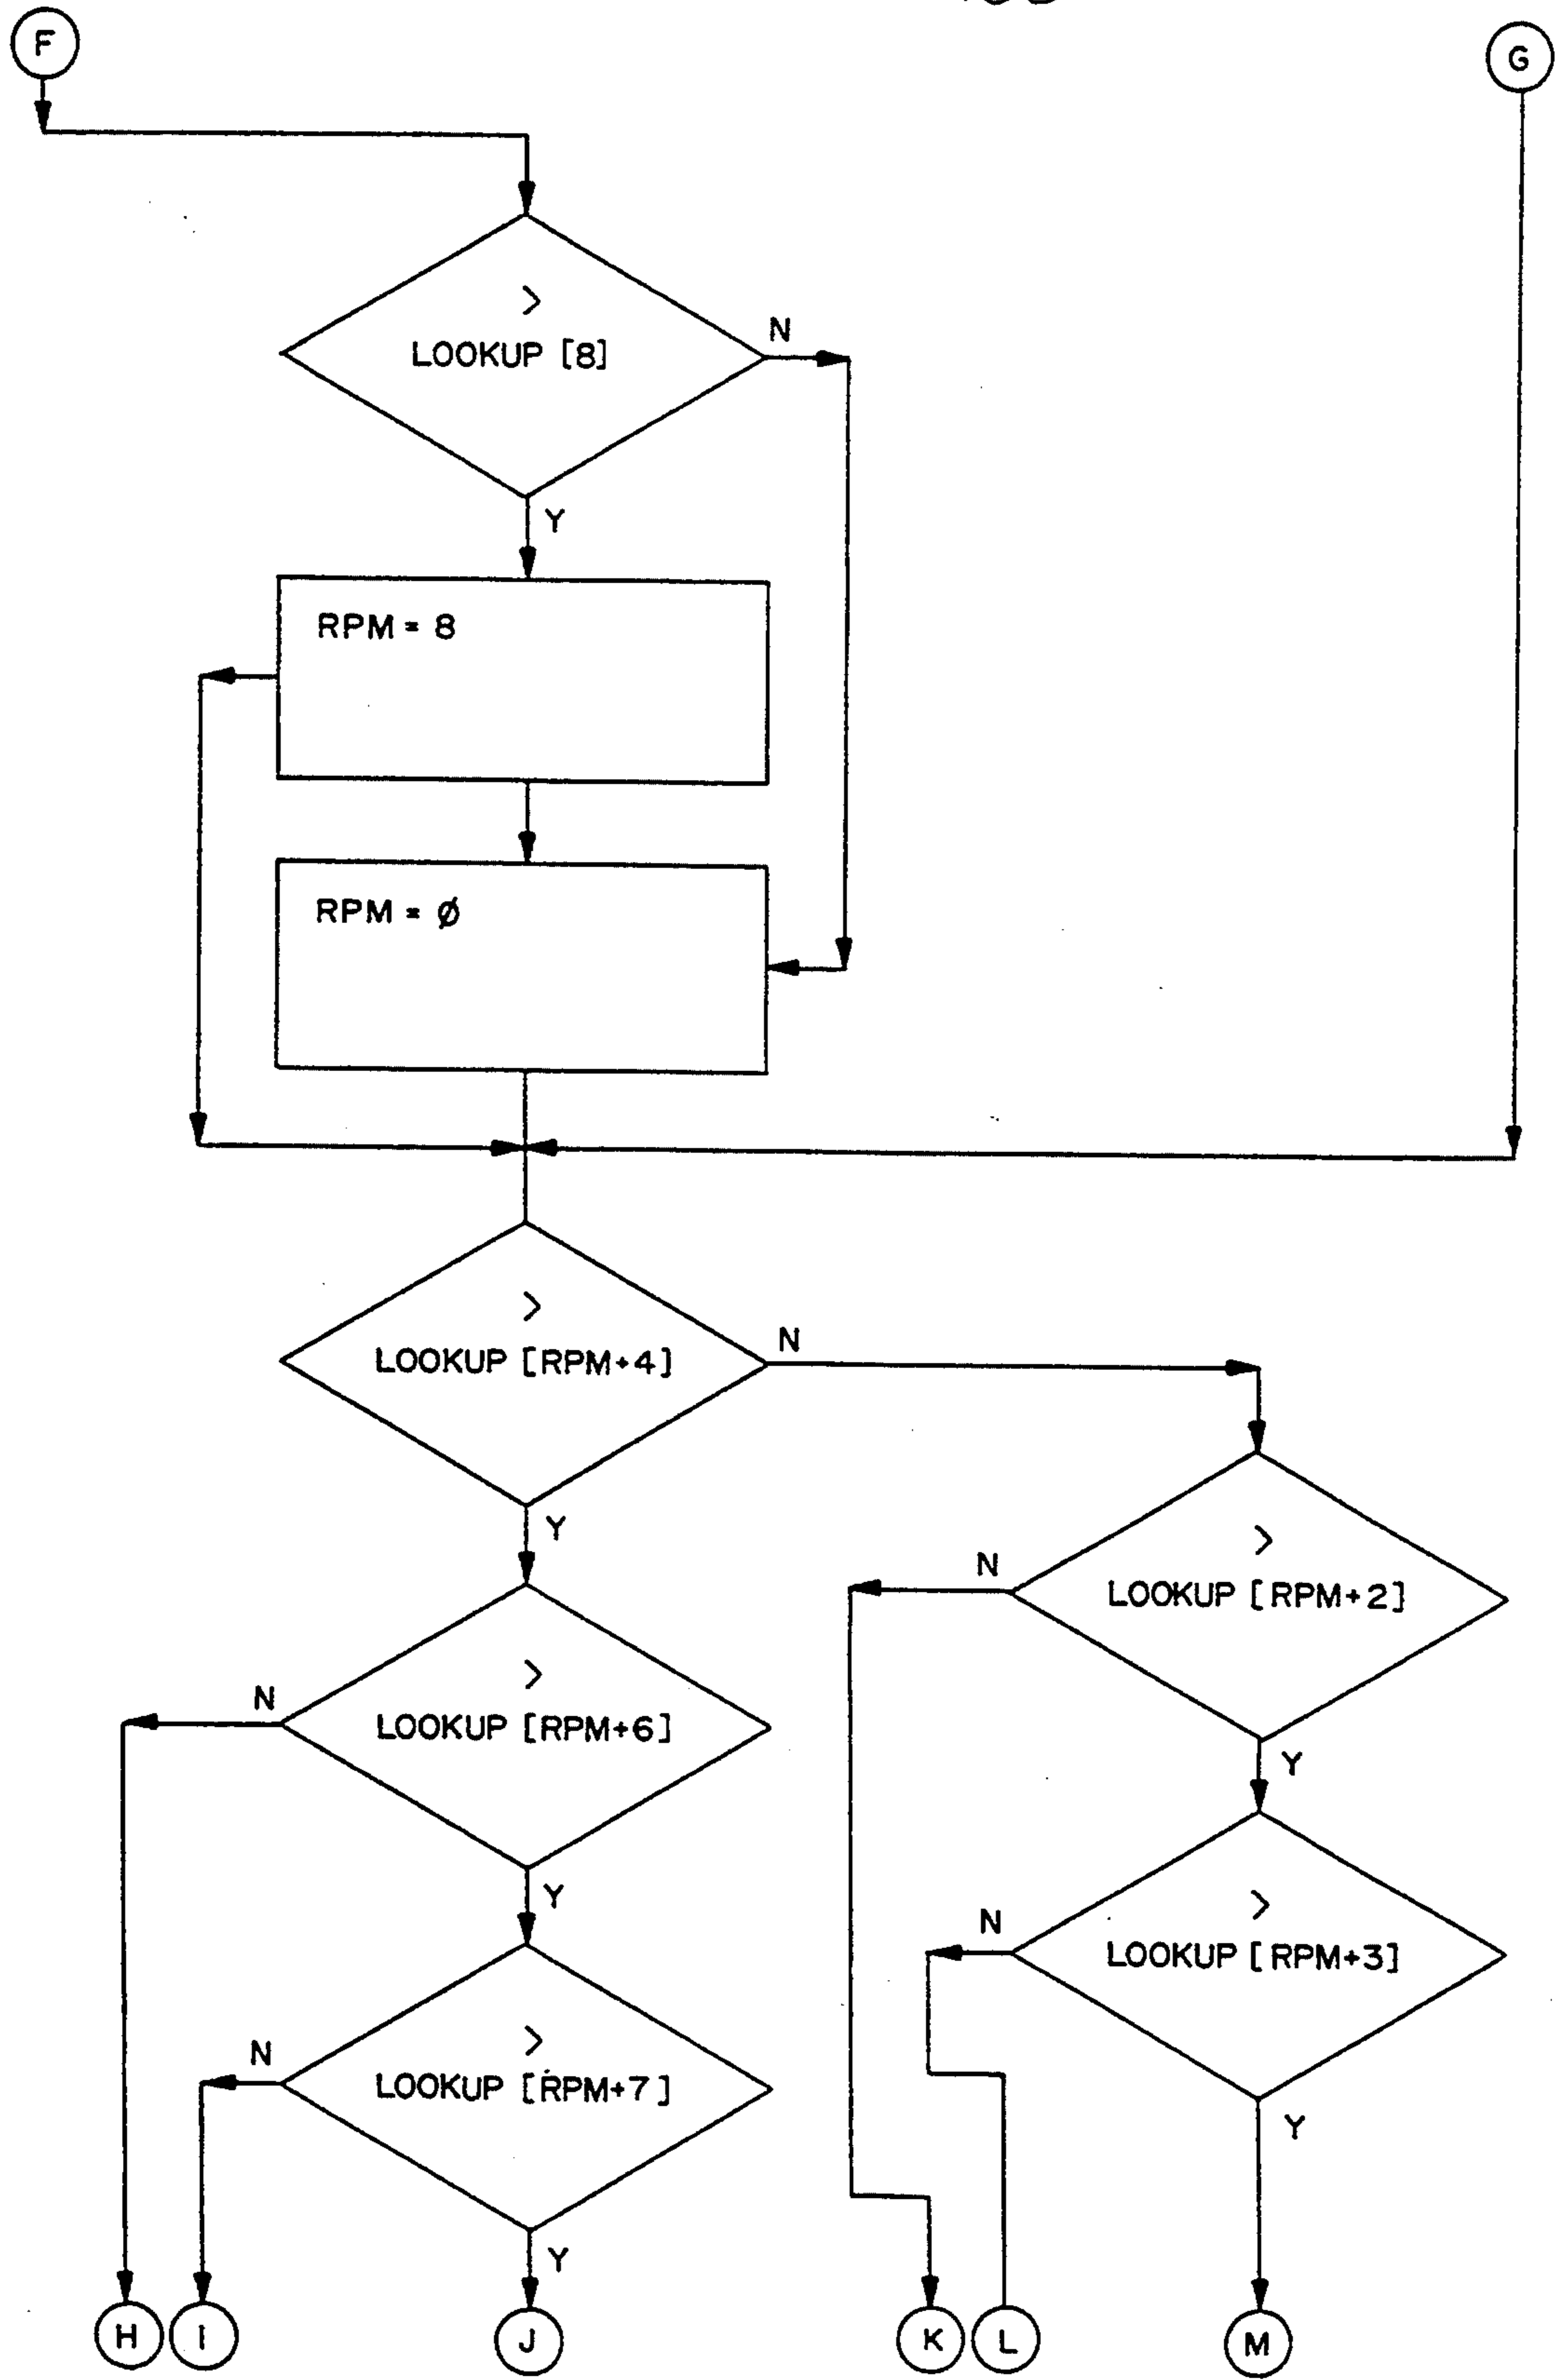 F
G
>
LOOKUP [8]
N
Y
RPM = 8
RPM = Ø
>
LOOKUP [RPM+4]
N
Y
>
LOOKUP [RPM+2]
N
Y
>
LOOKUP [RPM+6]
N
Y
>
LOOKUP [RPM+3]
N
Y
>
LOOKUP [RPM+7]
N
Y
H
I
J
K
L
M